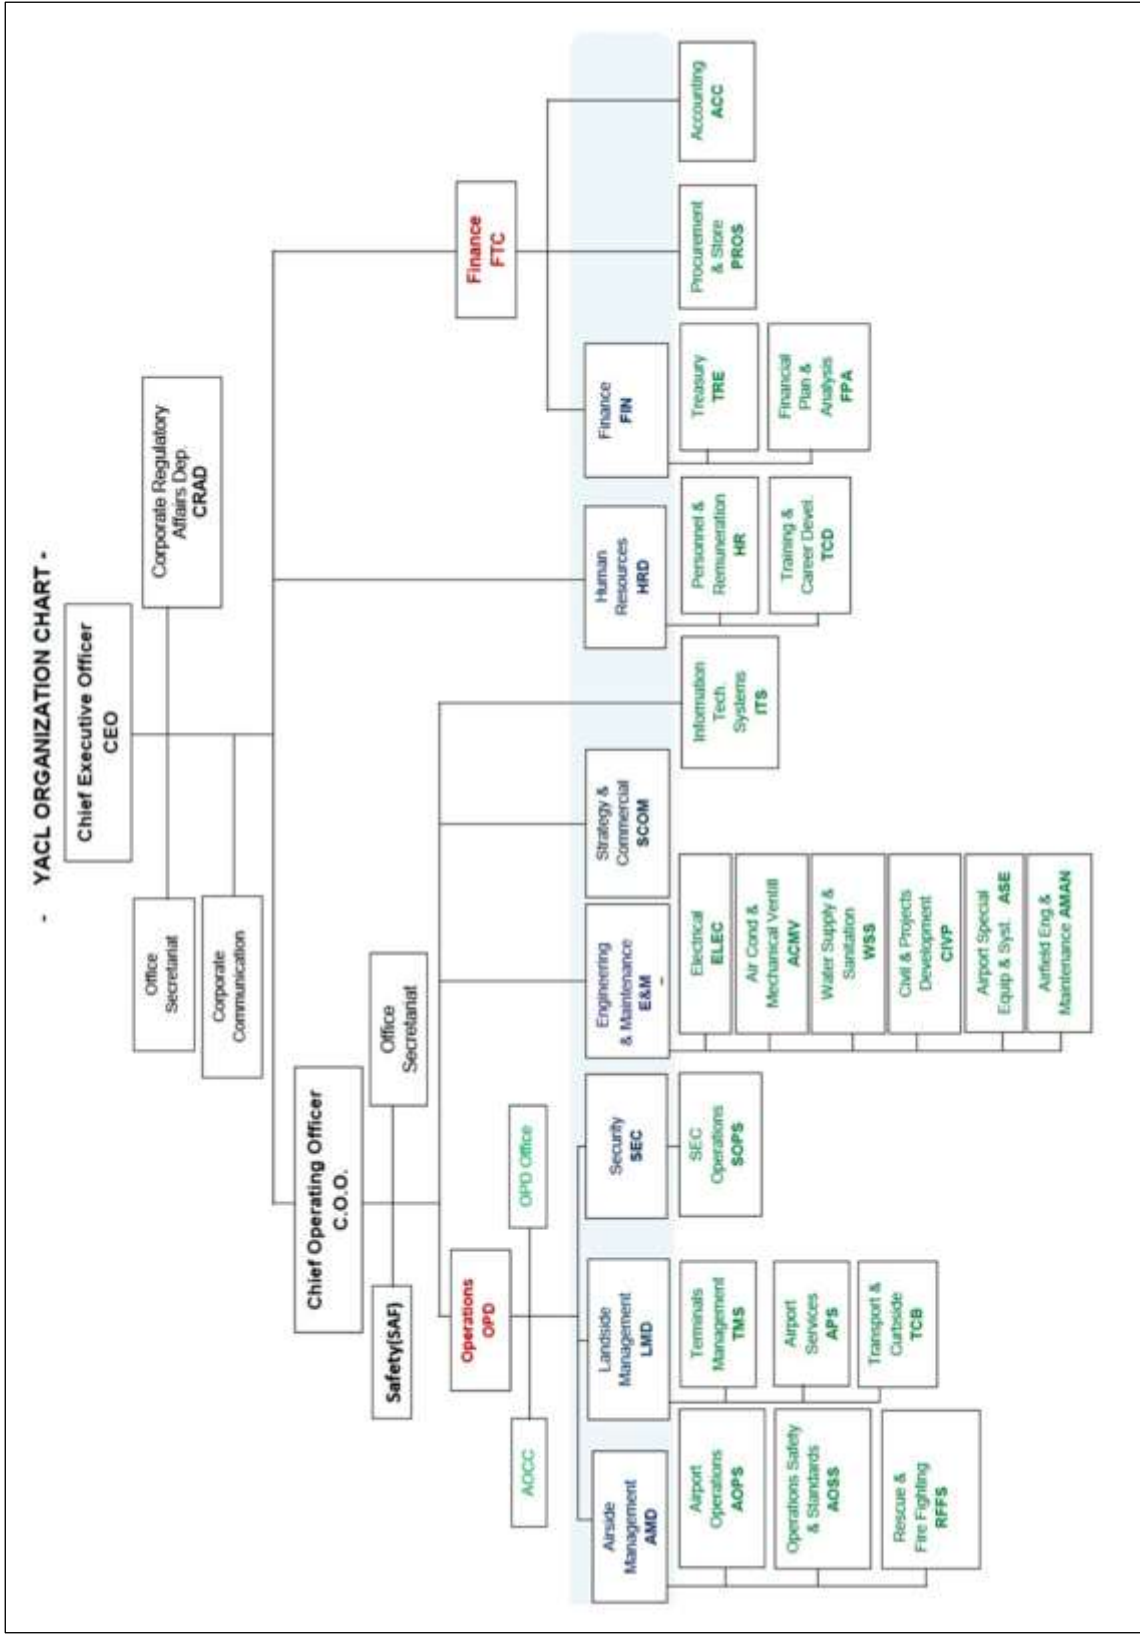 - YACL ORGANIZATION CHART -
Chief Executive Officer
CEO
Office
Secretariat
Corporate Regulatory
Affairs Dep.
CRAD
Corporate
Communication
Chief Operating Officer
C.O.O.
Safety(SAF)
Office
Secretariat
Operations
OPD
Finance
FTC
AOCC
OPD Office
Airside
Management
AMD
Landside
Management
LMD
Security
SEC
Engineering
& Maintenance
E&M
–
Strategy &
Commercial
SCOM
Human
Resources
HRD
Finance
FIN
Airport
Operations
AOPS
Operations Safety
& Standards
AOSS
Rescue &
Fire Fighting
RFFS
Terminals
Management
TMS
Airport
Services
APS
Transport &
Curbside
TCB
SEC
Operations
SOPS
Electrical
ELEC
Air Cond &
Mechanical Ventill
ACMV
Water Supply &
Sanitation
WSS
Civil & Projects
Development
CIVP
Airport Special
Equip & Syst. ASE
Airfield Eng.&
Maintenance AMAN
Information
Tech.
Systems
ITS
Personnel &
Remuneration
HR
Training &
Career Devel.
TCD
Treasury
TRE
Financial
Plan &
Analysis
FPA
Procurement
& Store
PROS
Accounting
ACC